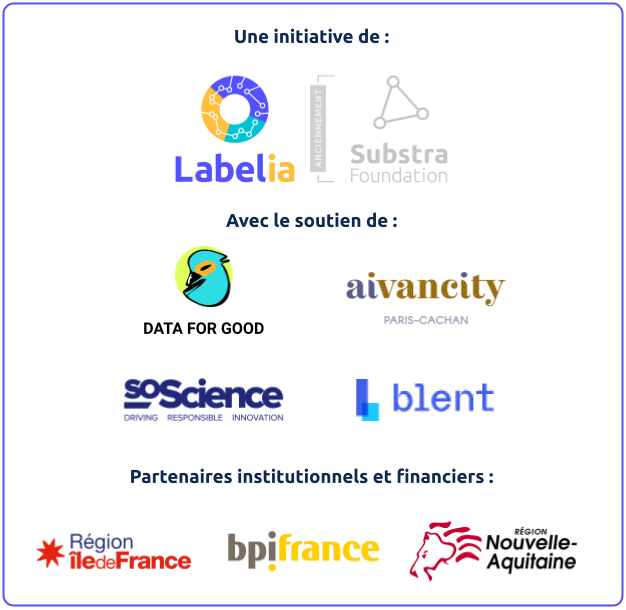 Une initiative de :
Labelia
ANCIENNEMENT
Substra
Foundation
Avec le soutien de :
DATA FOR GOOD
aivancity
PARIS-CACHAN
soScience
DRIVING RESPONSIBLE INNOVATION
blent
Partenaires institutionnels et financiers :
Région
îledeFrance
bpifrance
RÉGION
Nouvelle-
Aquitaine